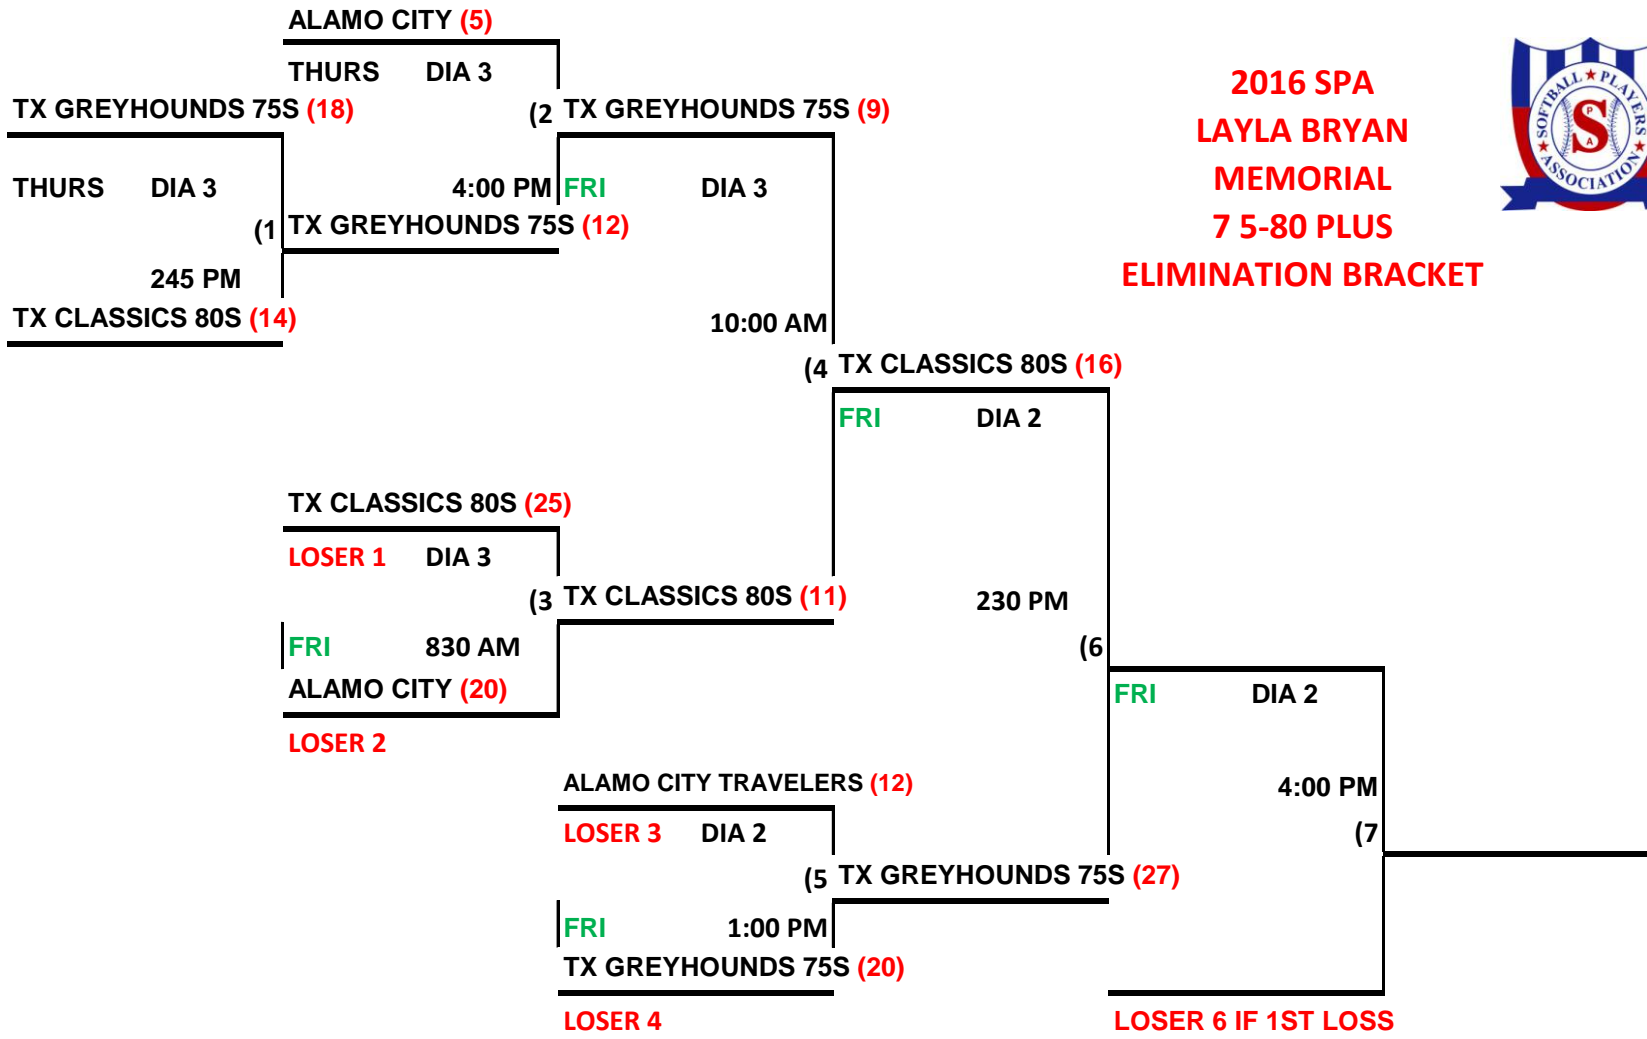 ALAMO CITY (5)
THURS DIA 3
TX GREYHOUNDS 75S (18)
(2 TX GREYHOUNDS 75S (9)
THURS DIA 3
4:00 PM FRI DIA 3
(1 TX GREYHOUNDS 75S (12)
245 PM
TX CLASSICS 80S (14)
10:00 AM
(4 TX CLASSICS 80S (16)
FRI DIA 2
2016 SPA
LAYLA BRYAN
MEMORIAL
7 5-80 PLUS
ELIMINATION BRACKET
SOFTBALL ★ PLAYERS ★ ASSOCIATION ★
P
S
A
TX CLASSICS 80S (25)
LOSER 1 DIA 3
(3 TX CLASSICS 80S (11)
230 PM
FRI 830 AM
(6
ALAMO CITY (20)
FRI DIA 2
LOSER 2
ALAMO CITY TRAVELERS (12)
4:00 PM
LOSER 3 DIA 2
(7
(5 TX GREYHOUNDS 75S (27)
FRI 1:00 PM
TX GREYHOUNDS 75S (20)
LOSER 4
LOSER 6 IF 1ST LOSS